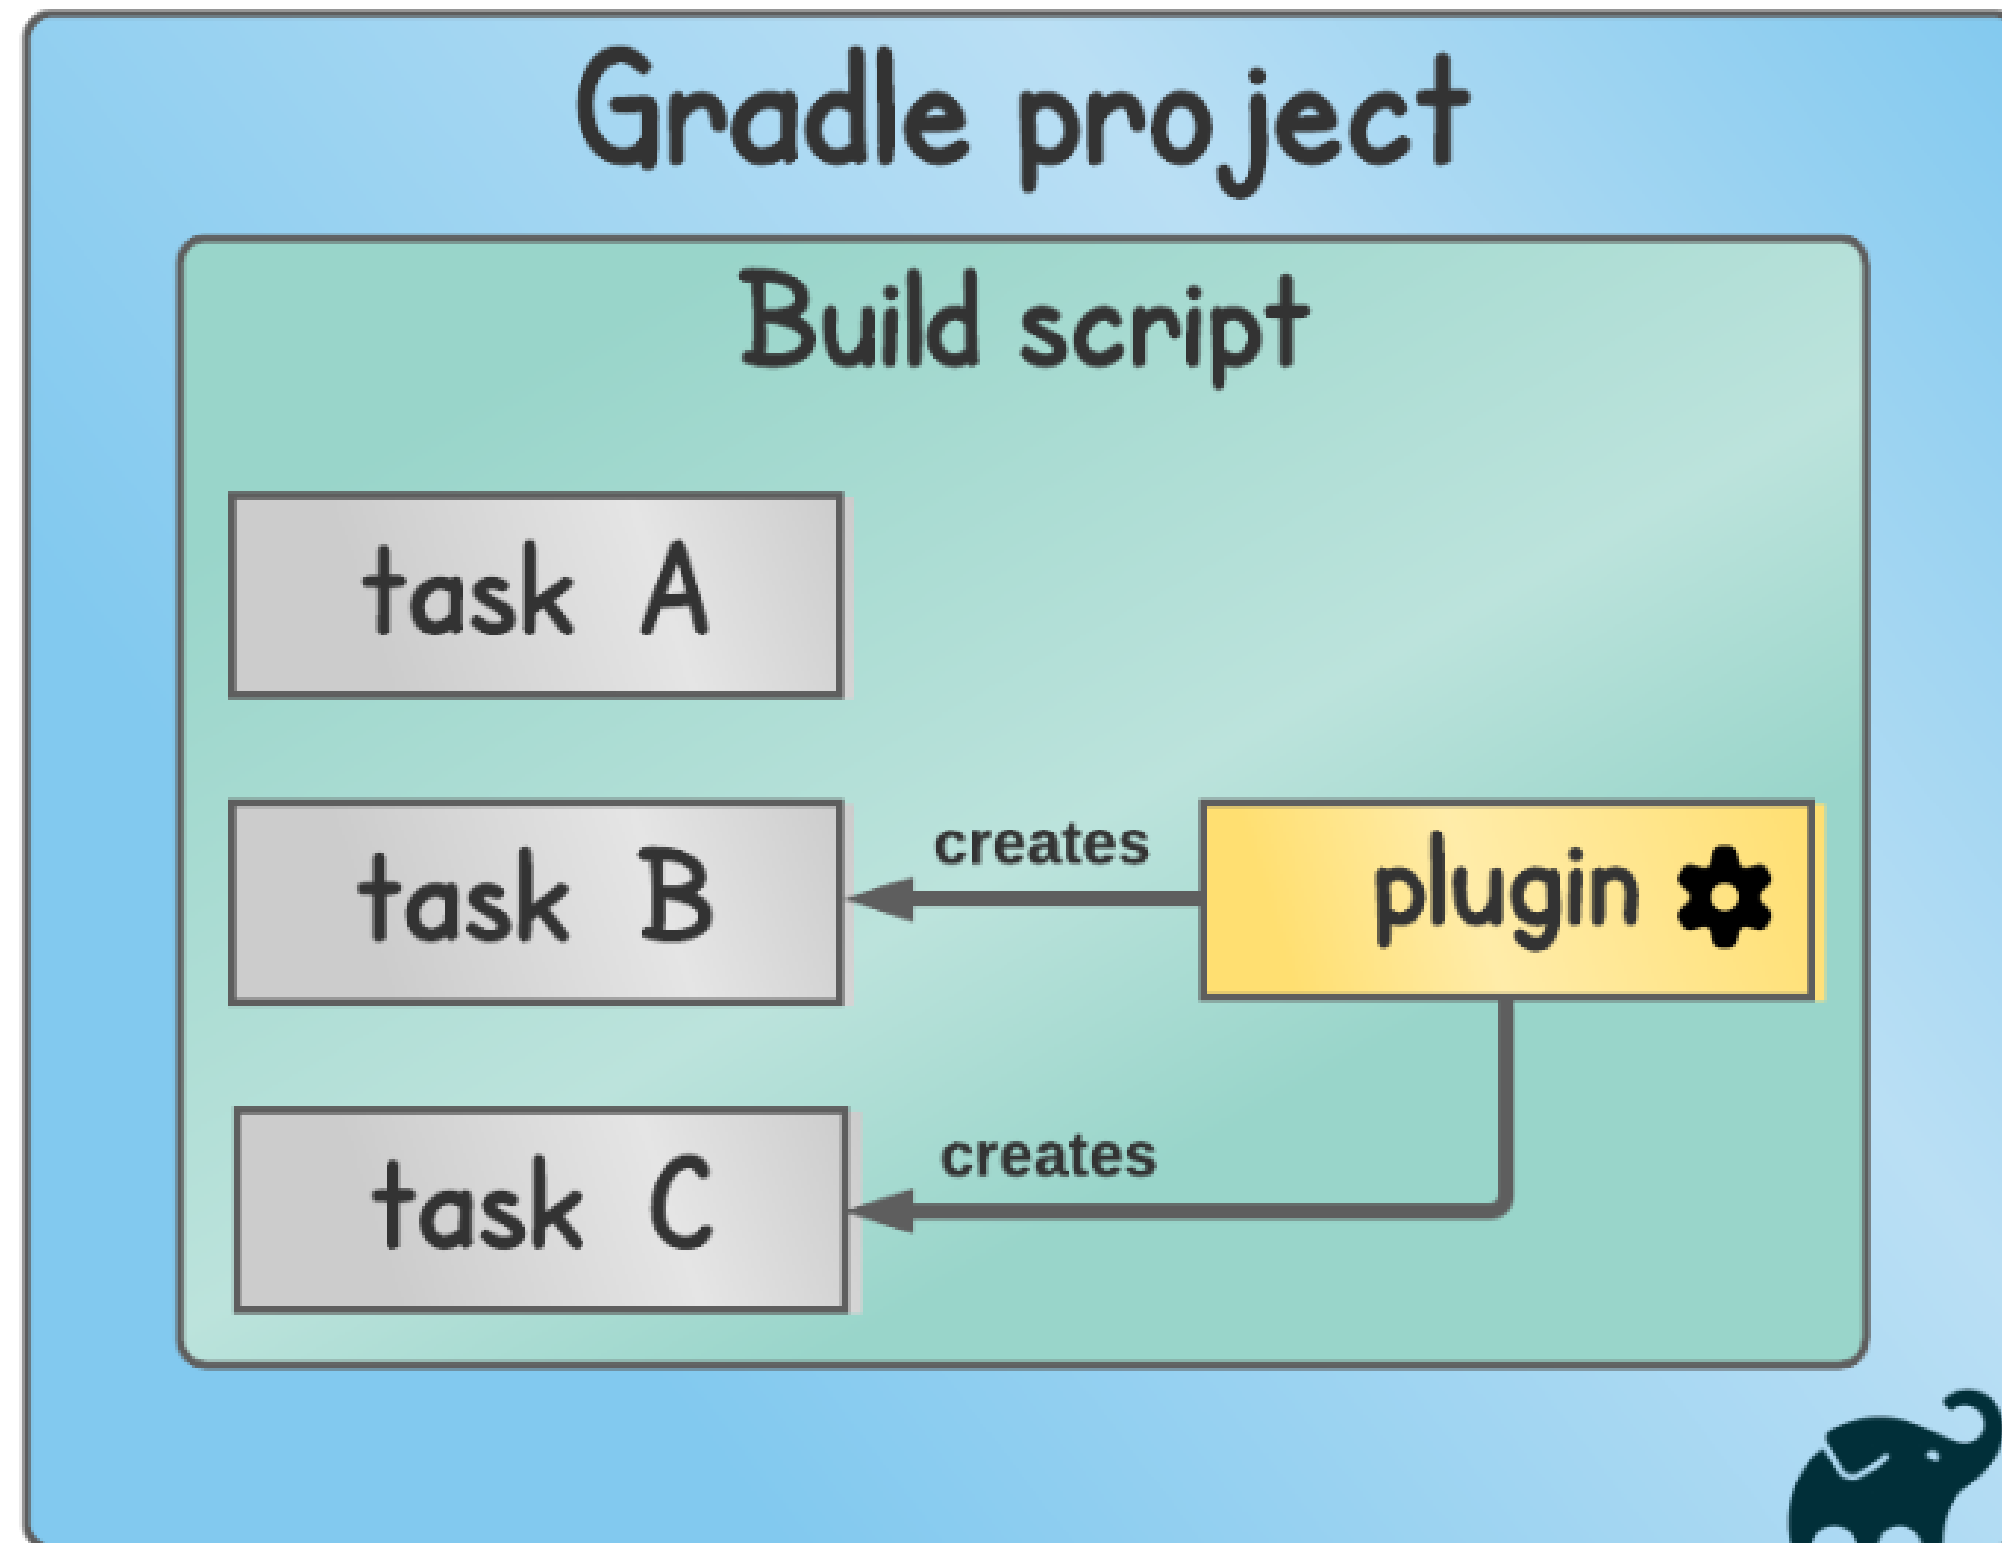 Gradle project
Build script
task A
creates
task B
plugin
creates
task C